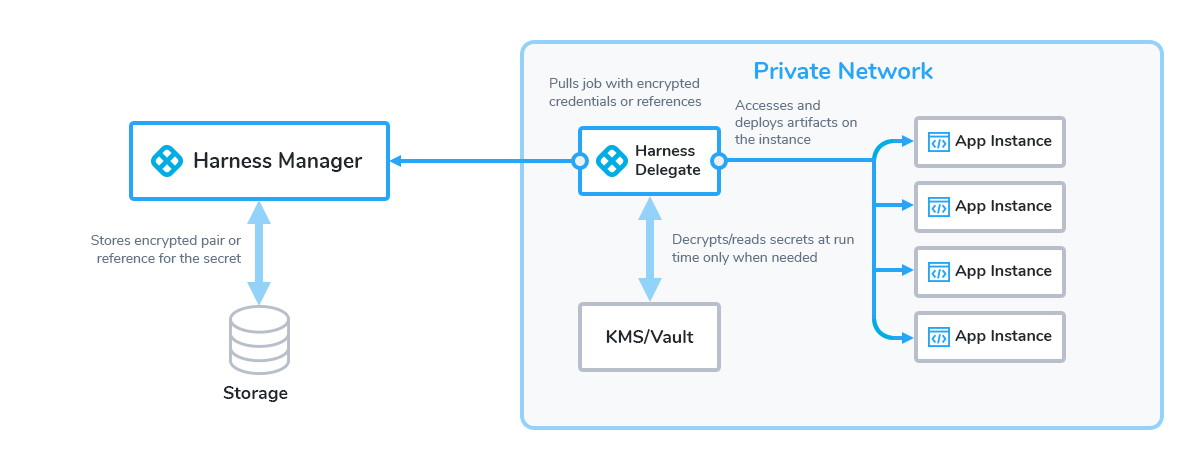 Private Network
Pulls job with encrypted
credentials or references
Accesses and
deploys artifacts on
the instance
Harness Manager
Harness
Delegate
App Instance
App Instance
App Instance
App Instance
Stores encrypted pair or
reference for the secret
Decrypts/reads secrets at run
time only when needed
KMS/Vault
Storage